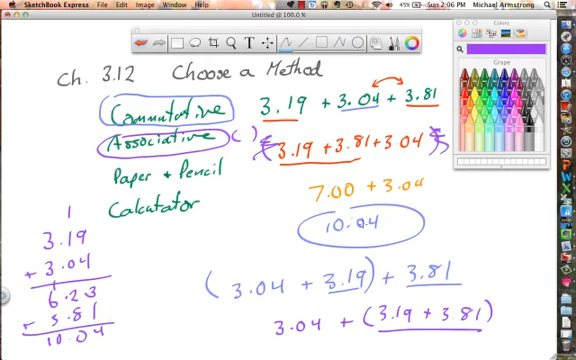 SketchBook Express File Edit Image Window Help 45% Sun 2:06 PM Michael Armstrong
Untitled @ 100.0 %
Colors
Grape
Ch. 3.12 Choose a Method
Commutative
Associative ( )
Paper + Pencil
Calculator
3.19 + 3.04 + 3.81
(3.19 + 3.81 + 3.04)
7.00 + 3.04
10.04
(3.04 + 3.19) + 3.81
3.04 + (3.19 + 3.81)
1
3.19
+ 3.04
1
6.23
+ 3.81
10.04